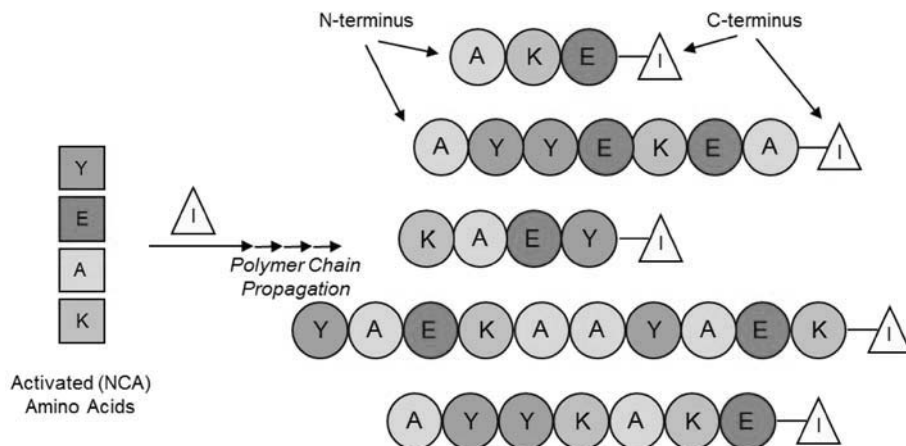 N-terminus C-terminus
A K E I
A Y Y E K E A I
Y
E
A
K
I
K A E Y I
Polymer Chain
Propagation
Y A E K A A Y A E K I
Activated (NCA)
Amino Acids
A Y Y K A K E I